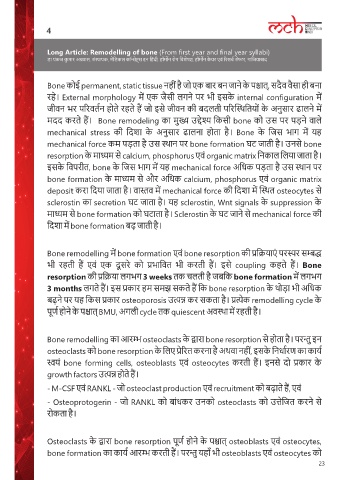 4
mch
Long Article: Remodelling of bone (From first year and final year syllabi)
Bone कोई permanent, static tissue नहीं है जो एक बार बन जाने के पश्चात्, सदैव वैसा ही बना
रहे। External morphology में एक जैसी लगने पर भी इसके internal configuration में
जीवन भर परिवर्तन होते रहते हैं जो इसे जीवन की बदलती परिस्थितियों के अनुसार ढालने में
मदद करते हैं। Bone remodeling का मुख्य उद्देश्य किसी bone को उस पर पड़ने वाले
mechanical stress की दिशा के अनुसार ढालना होता है। Bone के जिस भाग में यह
mechanical force कम पड़ता है उस स्थान पर bone formation घट जाती है। उनसे bone
resorption के माध्यम से calcium, phosphorus एवं organic matrix निकाल लिया जाता है।
इसके विपरीत, bone के जिस भाग में यह mechanical force अधिक पड़ता है उस स्थान पर
bone formation के माध्यम से और अधिक calcium, phosphorus एवं organic matrix
deposit करा दिया जाता है। वास्तव में mechanical force की दिशा में स्थित osteocytes से
sclerostin का secretion घट जाता है। यह sclerostin, Wnt signals के suppression के
माध्यम से bone formation को घटाता है। Sclerostin के घट जाने से mechanical force की
दिशा में bone formation बढ़ जाती है।
Bone remodelling में bone formation एवं bone resorption की प्रक्रियाएं परस्पर सम्बद्ध
भी रहती हैं एवं एक दूसरे को प्रभावित भी करती हैं। इसे coupling कहते हैं। Bone
resorption की प्रक्रिया लगभग 3 weeks तक चलती है जबकि bone formation में लगभग
3 months लगते हैं। इस प्रकार हम समझ सकते हैं कि bone resorption के थोड़ा भी अधिक
बढ़ने पर यह किस प्रकार osteoporosis उत्पन्न कर सकता है। प्रत्येक remodelling cycle के
पूर्ण होने के पश्चात् BMU, अगली cycle तक quiescent अवस्था में रहती है।
Bone remodelling का आरम्भ osteoclasts के द्वारा bone resorption से होता है। परन्तु इन
osteoclasts को bone resorption के लिए प्रेरित करना है अथवा नहीं, इसके निर्धारण का कार्य
स्वयं bone forming cells, osteoblasts एवं osteocytes करती हैं। इनसे दो प्रकार के
growth factors उत्पन्न होते हैं।
- M-CSF एवं RANKL - जो osteoclast production एवं recruitment को बढ़ाते हैं, एवं
- Osteoprotogerin - जो RANKL को बांधकर उनको osteoclasts को उत्तेजित करने से
रोकता है।
Osteoclasts के द्वारा bone resorption पूर्ण होने के पश्चात् osteoblasts एवं osteocytes,
bone formation का कार्य आरम्भ करती हैं। परन्तु यहाँ भी osteoblasts एवं osteocytes को
23